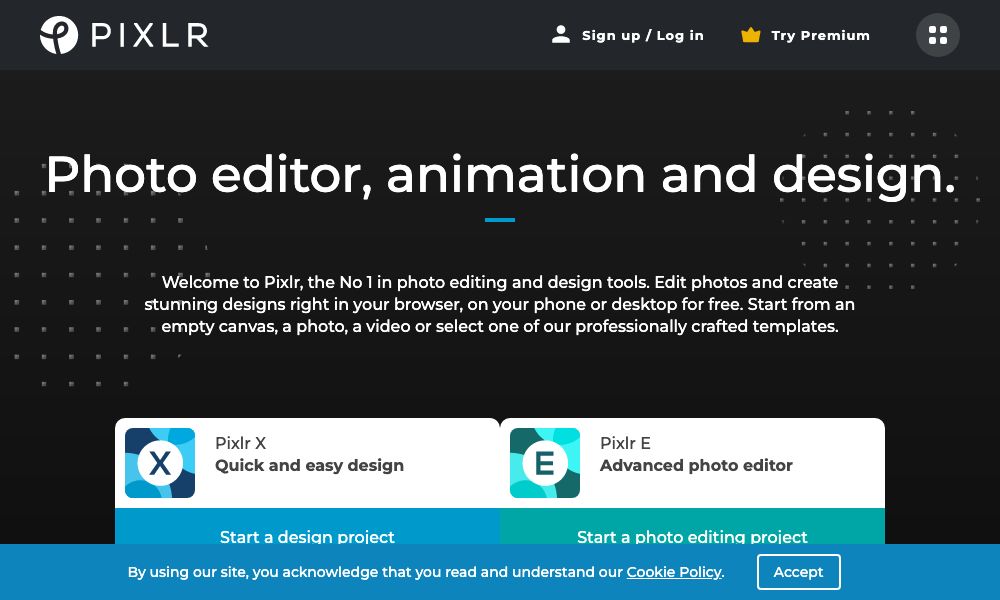 PIXLR
Sign up / Log in
Try Premium
Photo editor, animation and design.
Welcome to Pixlr, the No 1 in photo editing and design tools. Edit photos and create
stunning designs right in your browser, on your phone or desktop for free. Start from an
empty canvas, a photo, a video or select one of our professionally crafted templates.
X
Pixlr X
Quick and easy design
Start a design project
E
Pixlr E
Advanced photo editor
Start a photo editing project
By using our site, you acknowledge that you read and understand our Cookie Policy.
Accept